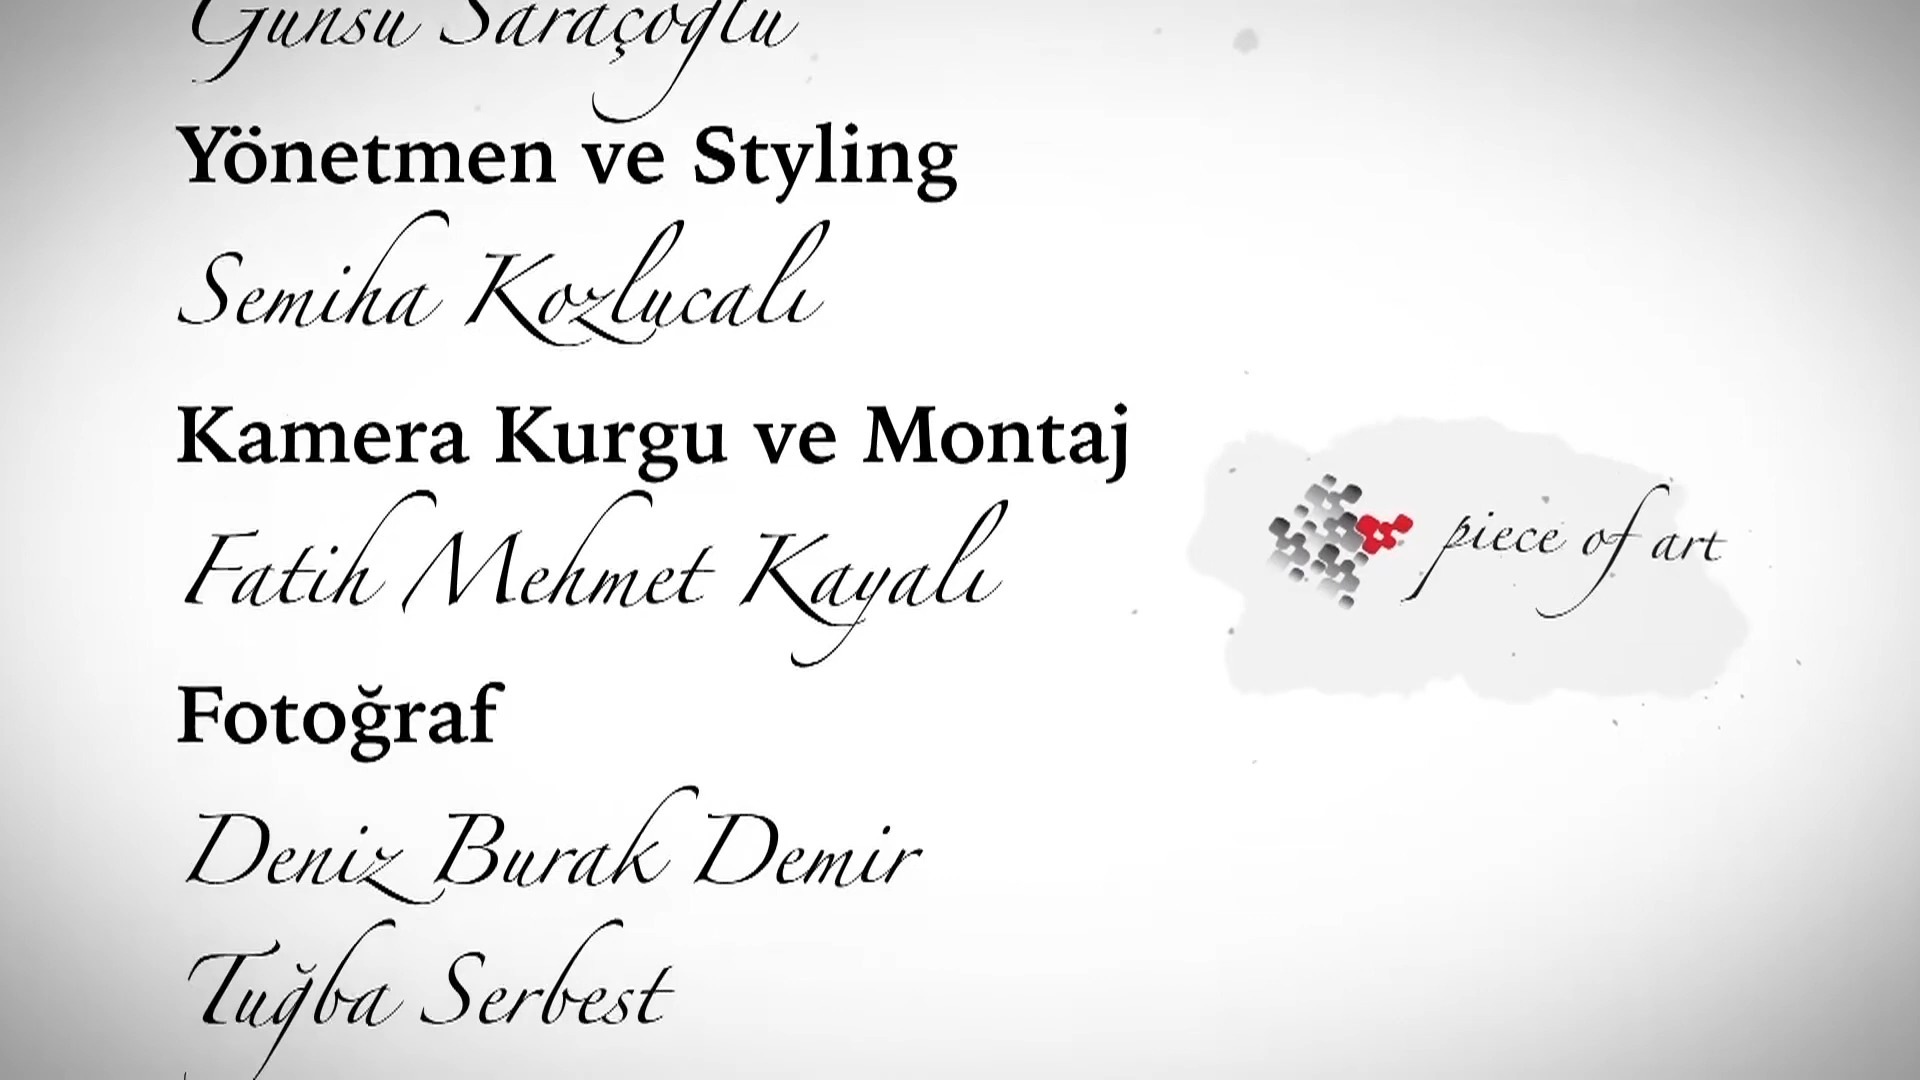 Günsu Saraçoğlu
Yönetmen ve Styling
Semiha Kozlucalı
Kamera Kurgu ve Montaj
Fatih Mehmet Kayalı
Fotoğraf
Deniz Burak Demir
Tuğba Serbest
piece of art